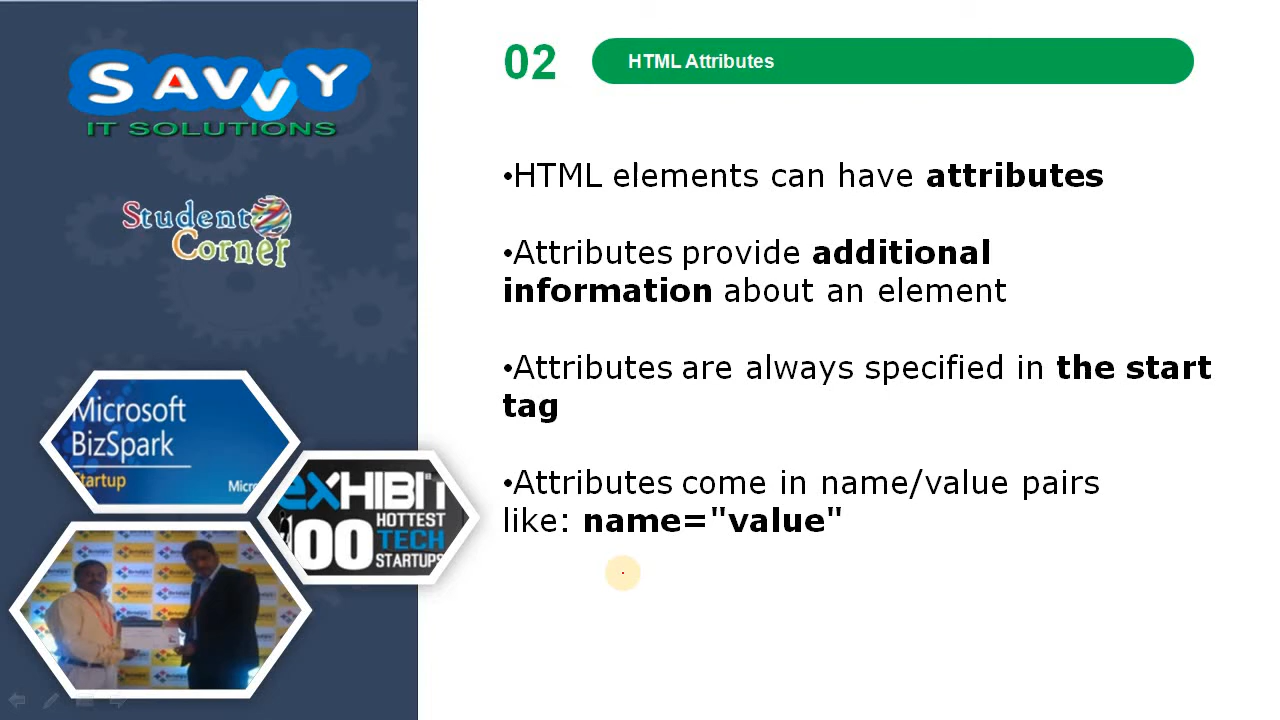 SAVVY
IT SOLUTIONS
Student
Corner
Microsoft
BizSpark
Startup
Micr
eXHIBIT
100
HOTTEST
TECH
STARTUPS
02
HTML Attributes
•HTML elements can have attributes
•Attributes provide additional
information about an element
•Attributes are always specified in the start
tag
•Attributes come in name/value pairs
like: name="value"